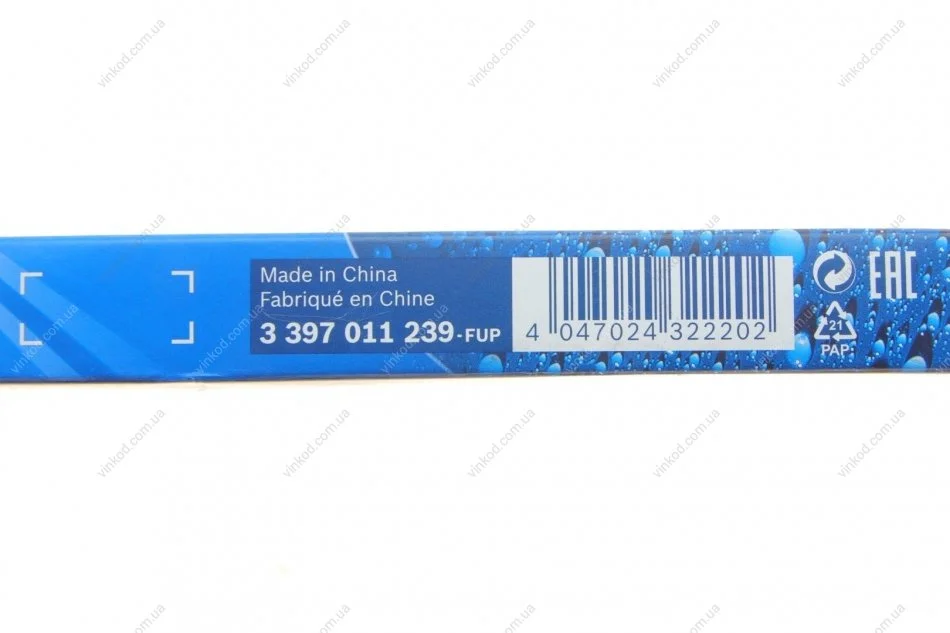 Made in China
Fabriqué en Chine
3 397 011 239-FUP
4 047024 322202
EAC
21
PAP
vinkod.com.ua